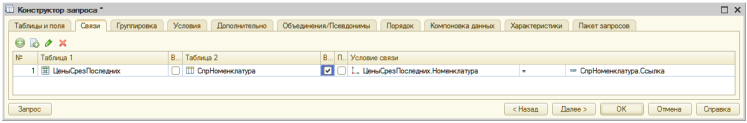 Конструктор запроса *
Таблицы и поля Связи Группировка Условия Дополнительно Объединения/Псевдонимы Порядок Компоновка данных Характеристики Пакет запросов
№ Таблица 1 В... Таблица 2 В... П... Условие связи
1 ЦеныСрезПоследних СпрНоменклатура ЦеныСрезПоследних.Номенклатура = СпрНоменклатура.Ссылка
Запрос < Назад Далее > ОК Отмена Справка